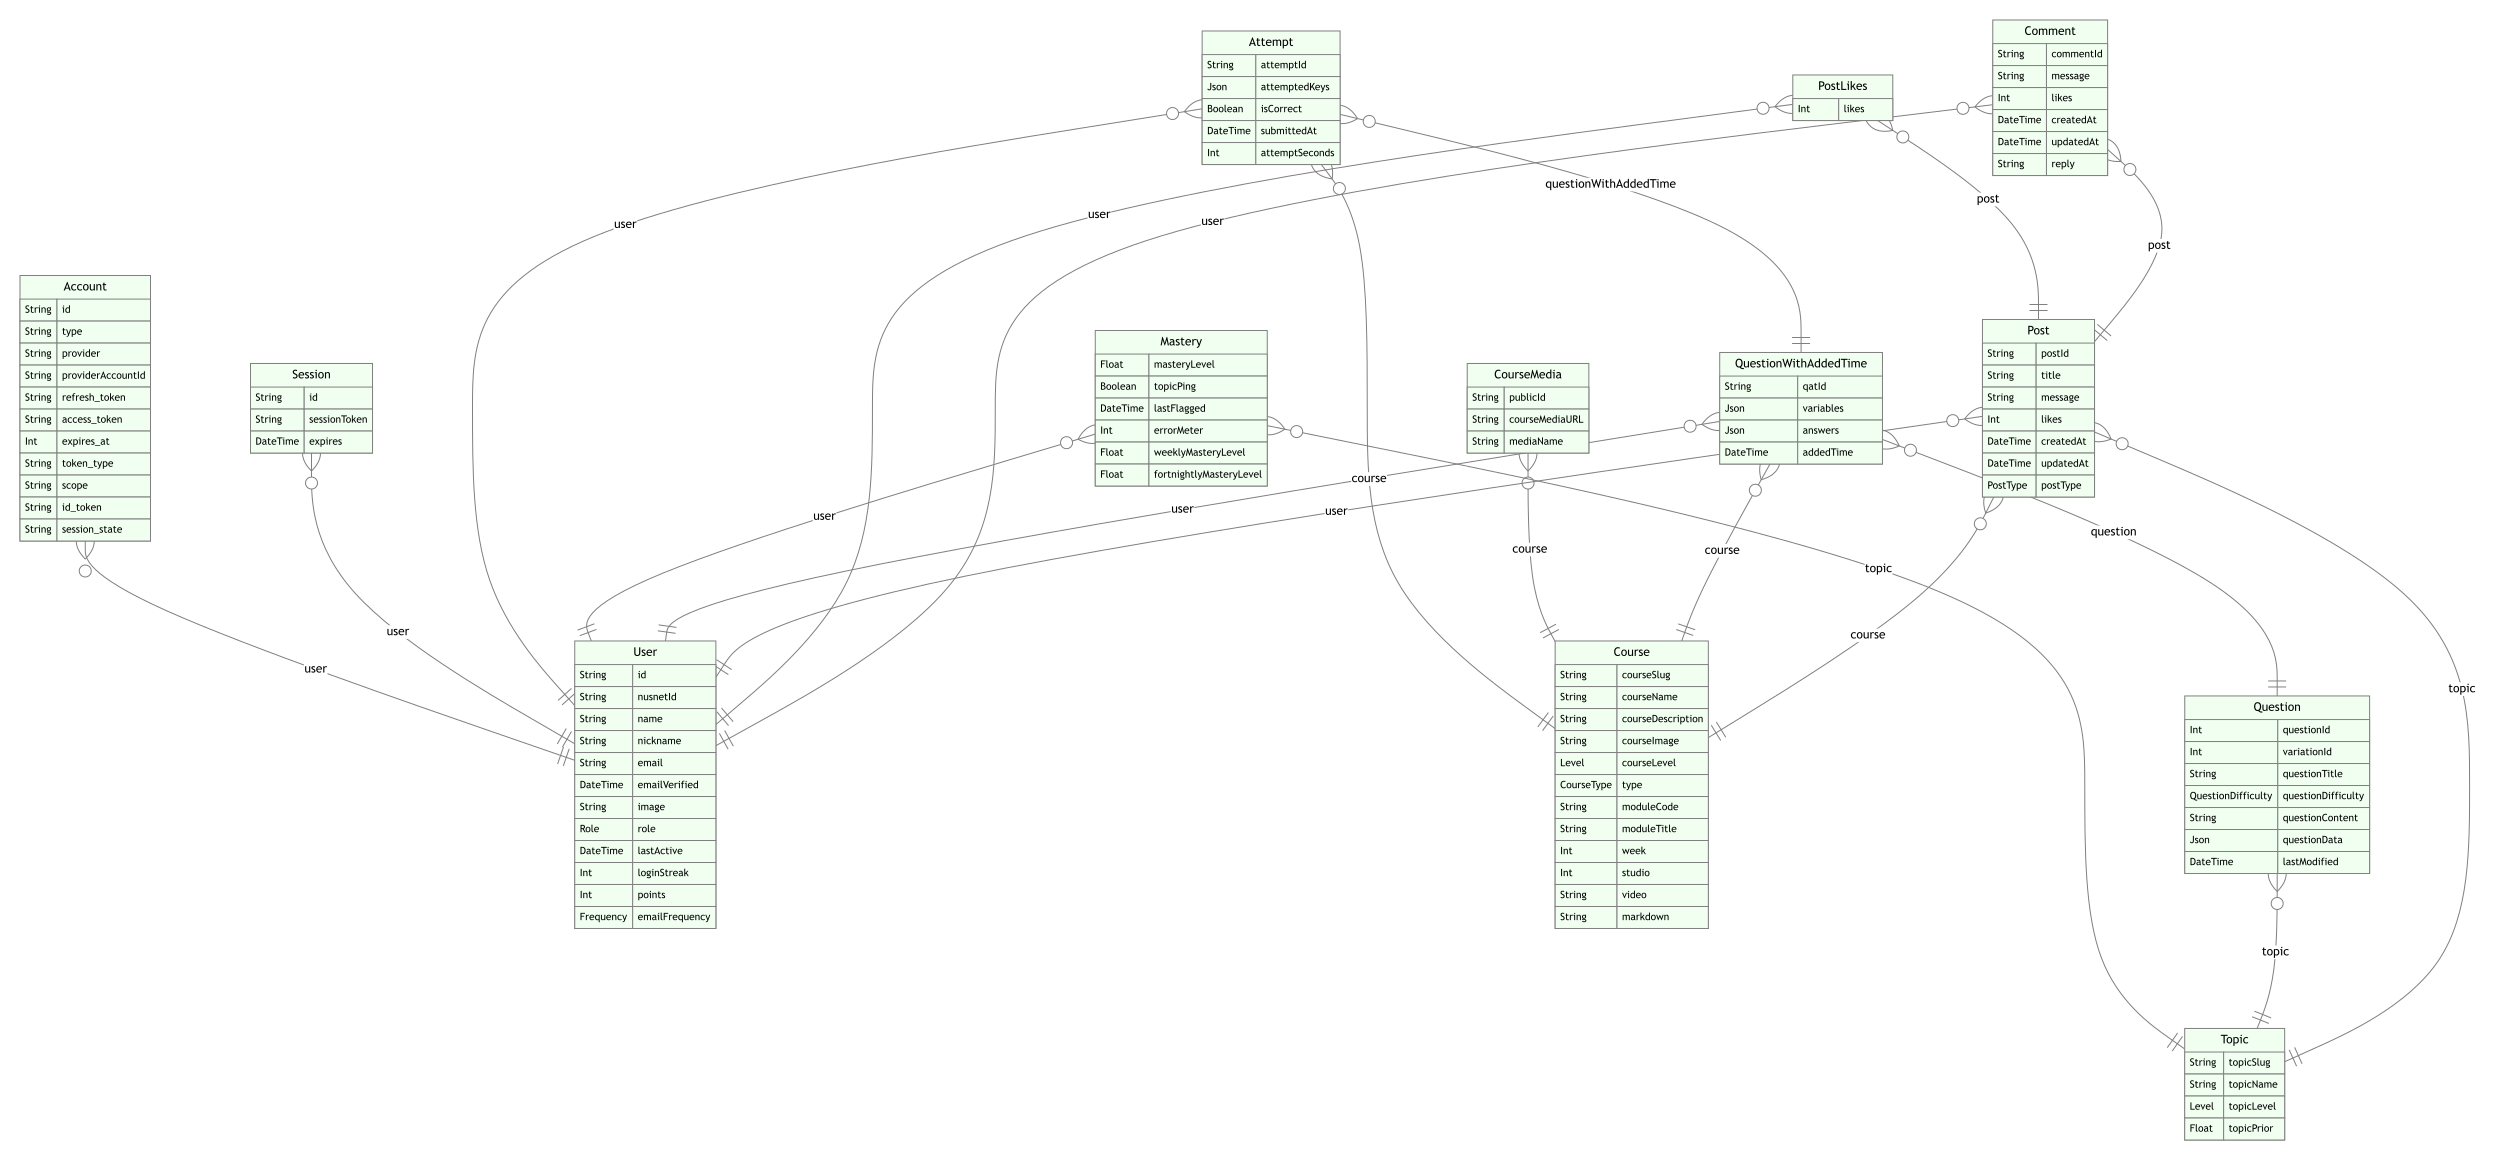 Attempt
String attemptId
Json attemptedKeys
Boolean isCorrect
DateTime submittedAt
Int attemptSeconds
PostLikes
Int likes
Comment
String commentId
String message
Int likes
DateTime createdAt
DateTime updatedAt
String reply
questionWithAddedTime
user
user
user
post
post
Account
String id
String type
String provider
String providerAccountId
String refresh_token
String access_token
Int expires_at
String token_type
String scope
String id_token
String session_state
Session
String id
String sessionToken
DateTime expires
Mastery
Float masteryLevel
Boolean topicPing
DateTime lastFlagged
Int errorMeter
Float weeklyMasteryLevel
Float fortnightlyMasteryLevel
CourseMedia
String publicId
String courseMediaURL
String mediaName
QuestionWithAddedTime
String qatId
Json variables
Json answers
DateTime addedTime
Post
String postId
String title
String message
Int likes
DateTime createdAt
DateTime updatedAt
PostType postType
course
user
user
user
course
course
question
topic
user
user
course
topic
User
String id
String nusnetId
String name
String nickname
String email
DateTime emailVerified
String image
Role role
DateTime lastActive
Int loginStreak
Int points
Frequency emailFrequency
Course
String courseSlug
String courseName
String courseDescription
String courseImage
Level courseLevel
CourseType type
String moduleCode
String moduleTitle
Int week
Int studio
String video
String markdown
Question
Int questionId
Int variationId
String questionTitle
QuestionDifficulty questionDifficulty
String questionContent
Json questionData
DateTime lastModified
topic
Topic
String topicSlug
String topicName
Level topicLevel
Float topicPrior